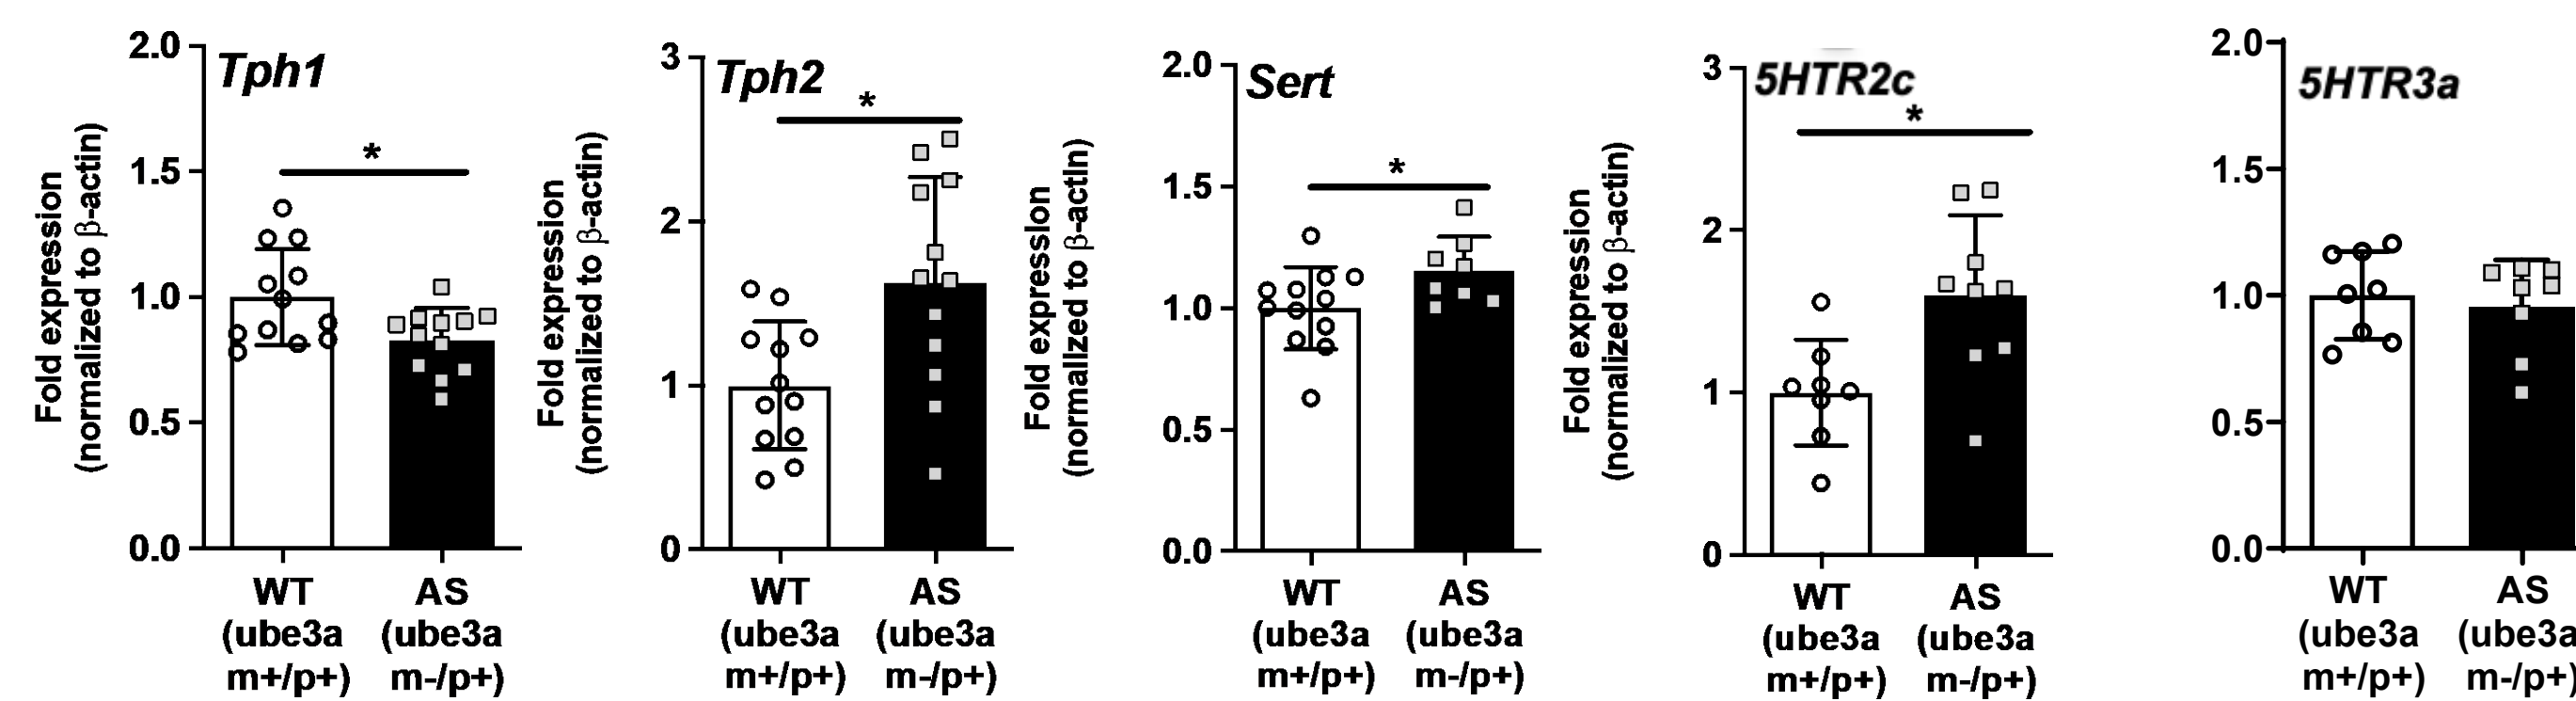 Tph1
*
2.0
1.5
1.0
0.5
0.0
Fold expression
(normalized to β-actin)
WT
(ube3a
m+/p+)
AS
(ube3a
m-/p+)
Tph2
*
3
2
1
0
Fold expression
(normalized to β-actin)
WT
(ube3a
m+/p+)
AS
(ube3a
m-/p+)
Sert
*
2.0
1.5
1.0
0.5
0.0
Fold expression
(normalized to β-actin)
WT
(ube3a
m+/p+)
AS
(ube3a
m-/p+)
5HTR2c
*
3
2
1
0
Fold expression
(normalized to β-actin)
WT
(ube3a
m+/p+)
AS
(ube3a
m-/p+)
5HTR3a
2.0
1.5
1.0
0.5
0.0
WT
(ube3a
m+/p+)
AS
(ube3a
m-/p+)